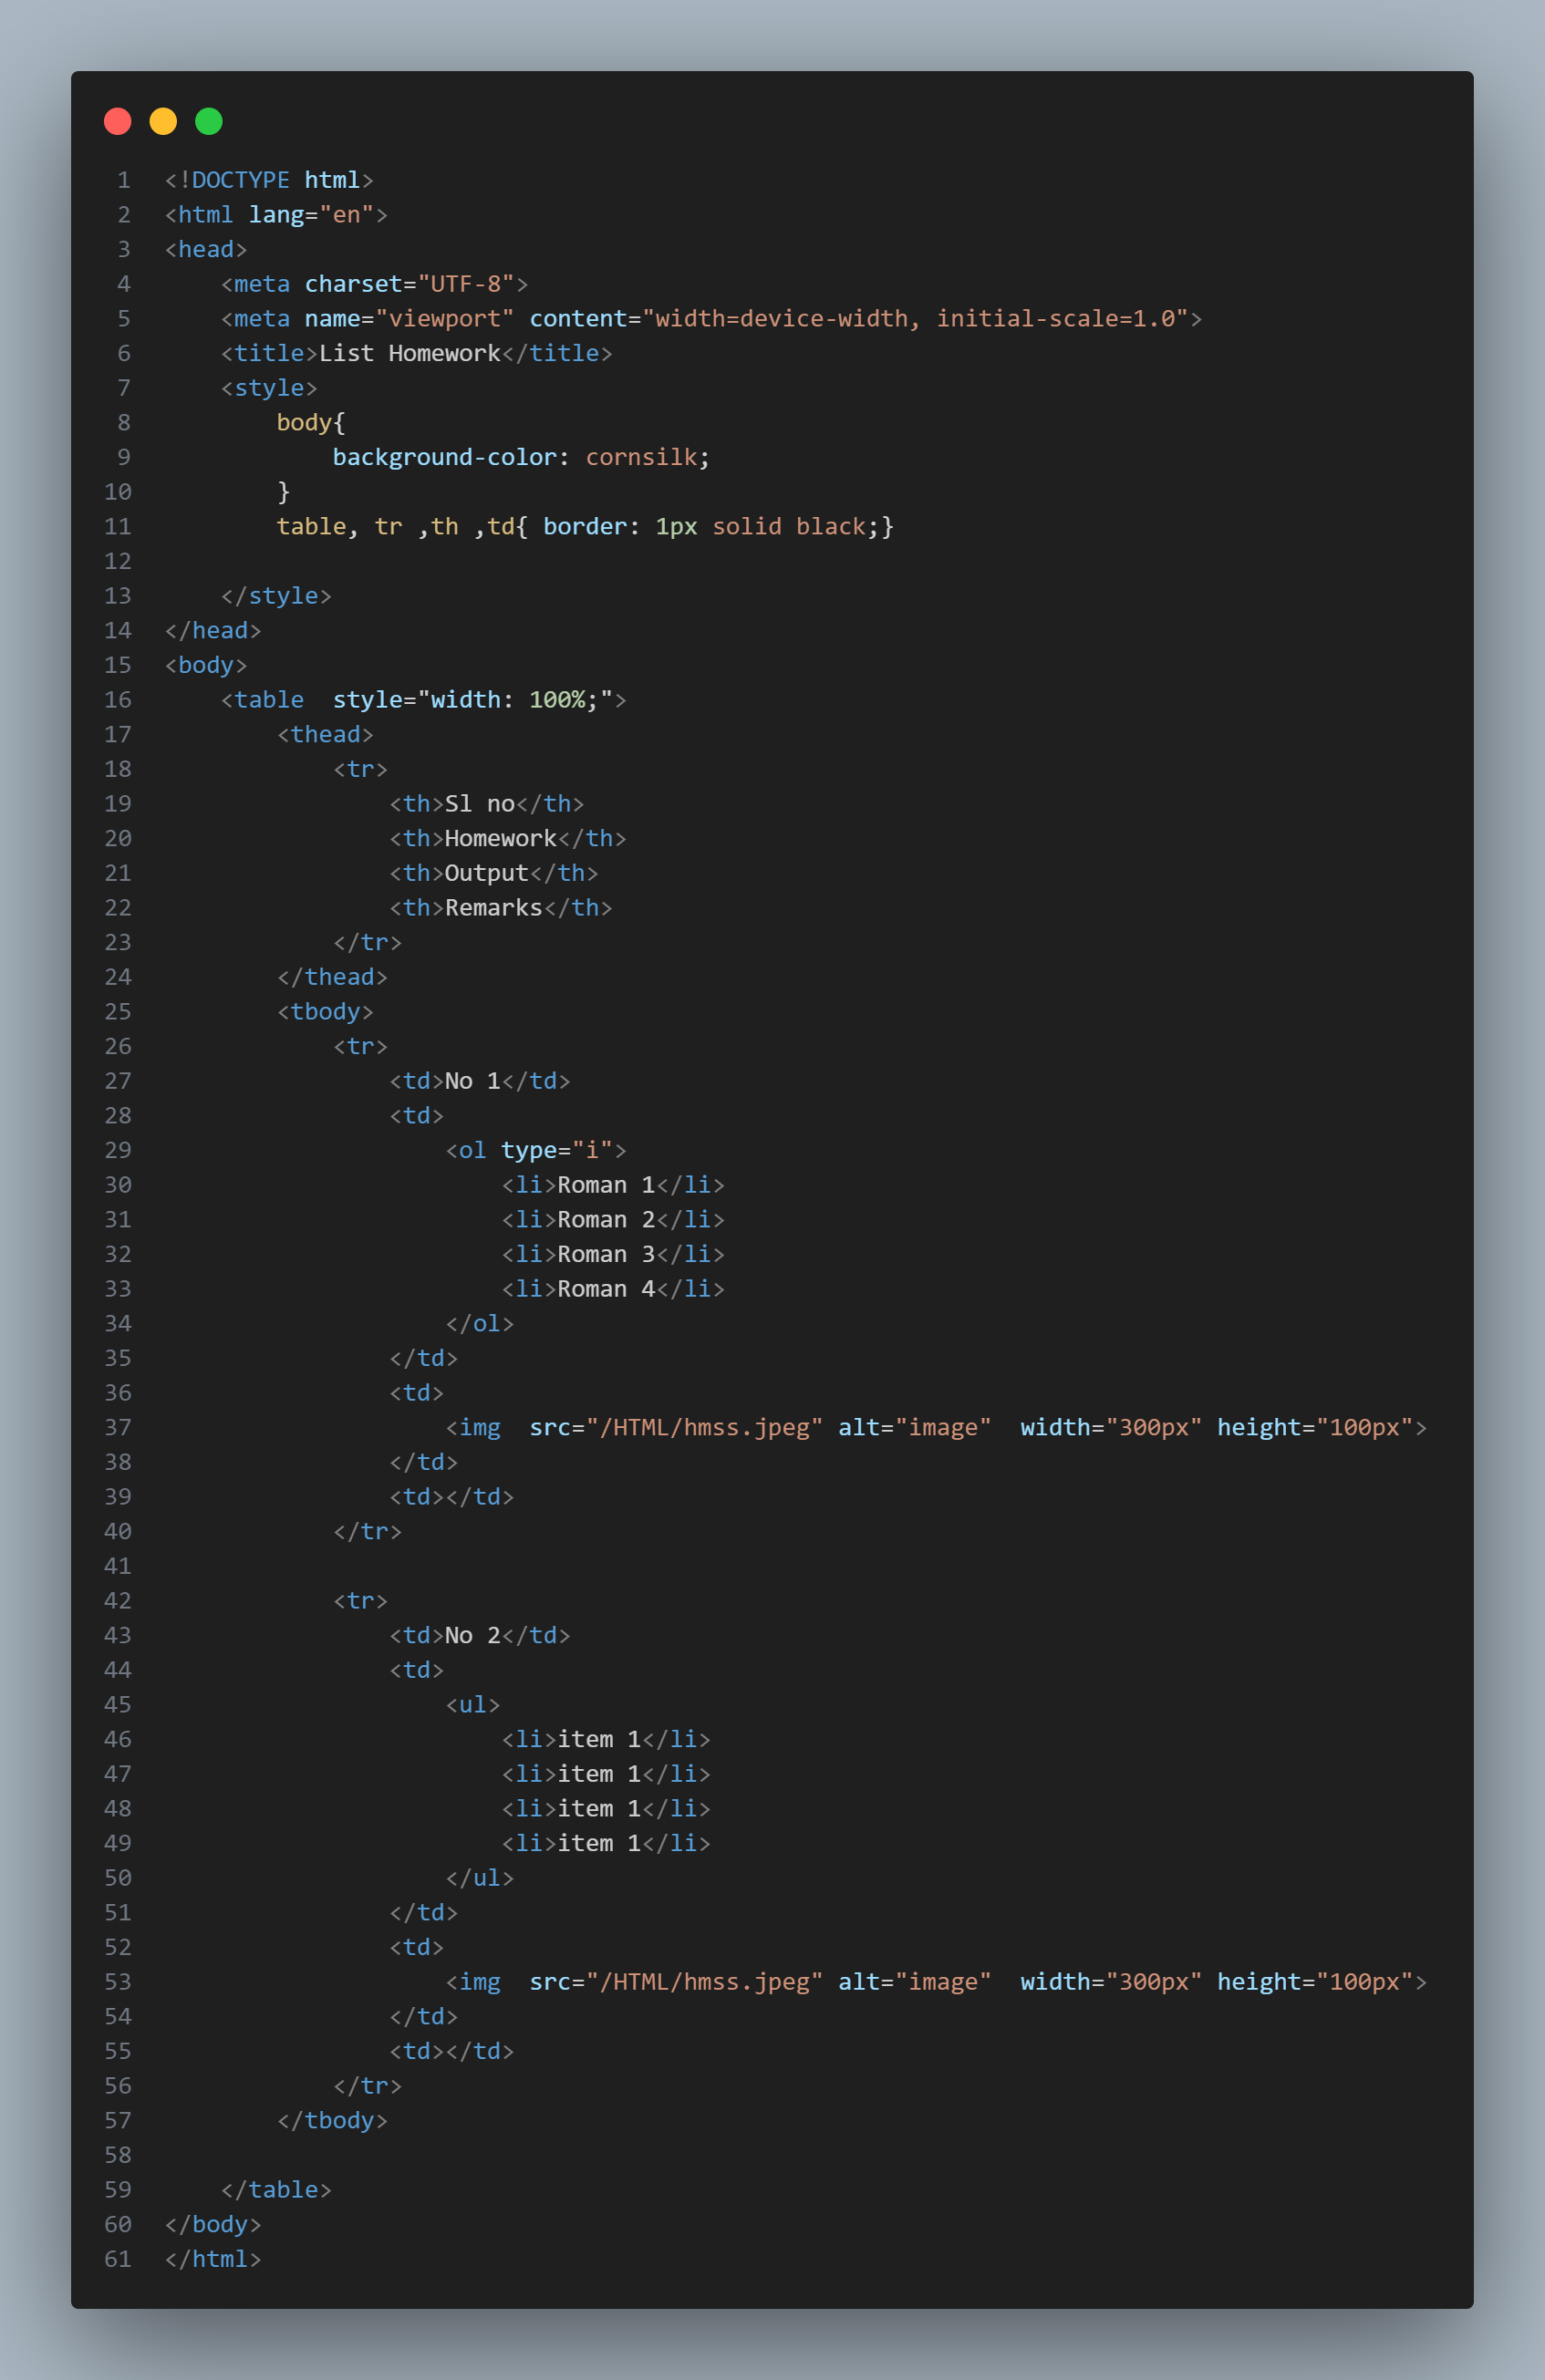 1 <!DOCTYPE html>
2 <html lang="en">
3 <head>
4     <meta charset="UTF-8">
5     <meta name="viewport" content="width=device-width, initial-scale=1.0">
6     <title>List Homework</title>
7     <style>
8         body{
9             background-color: cornsilk;
10         }
11         table, tr ,th ,td{ border: 1px solid black;}
12
13     </style>
14 </head>
15 <body>
16     <table  style="width: 100%;">
17         <thead>
18             <tr>
19                 <th>Sl no</th>
20                 <th>Homework</th>
21                 <th>Output</th>
22                 <th>Remarks</th>
23             </tr>
24         </thead>
25         <tbody>
26             <tr>
27                 <td>No 1</td>
28                 <td>
29                     <ol type="i">
30                         <li>Roman 1</li>
31                         <li>Roman 2</li>
32                         <li>Roman 3</li>
33                         <li>Roman 4</li>
34                     </ol>
35                 </td>
36                 <td>
37                     <img  src="/HTML/hmss.jpeg" alt="image"  width="300px" height="100px">
38                 </td>
39                 <td></td>
40             </tr>
41
42             <tr>
43                 <td>No 2</td>
44                 <td>
45                     <ul>
46                         <li>item 1</li>
47                         <li>item 1</li>
48                         <li>item 1</li>
49                         <li>item 1</li>
50                     </ul>
51                 </td>
52                 <td>
53                     <img  src="/HTML/hmss.jpeg" alt="image"  width="300px" height="100px">
54                 </td>
55                 <td></td>
56             </tr>
57         </tbody>
58
59     </table>
60 </body>
61 </html>